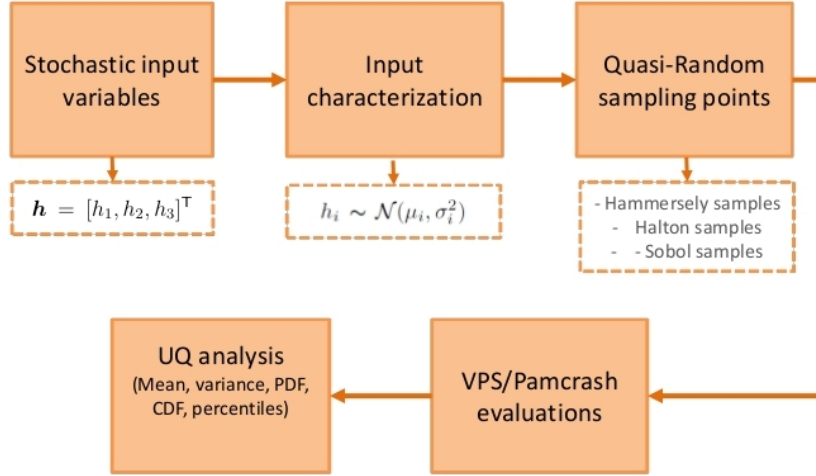 Stochastic input
variables
Input
characterization
Quasi-Random
sampling points
𝒉 = [h₁, h₂, h₃]ᵀ
hᵢ ~ 𝒩(μᵢ, σᵢ²)
- Hammersely samples
- Halton samples
- - Sobol samples
UQ analysis
(Mean, variance, PDF,
CDF, percentiles)
VPS/Pamcrash
evaluations